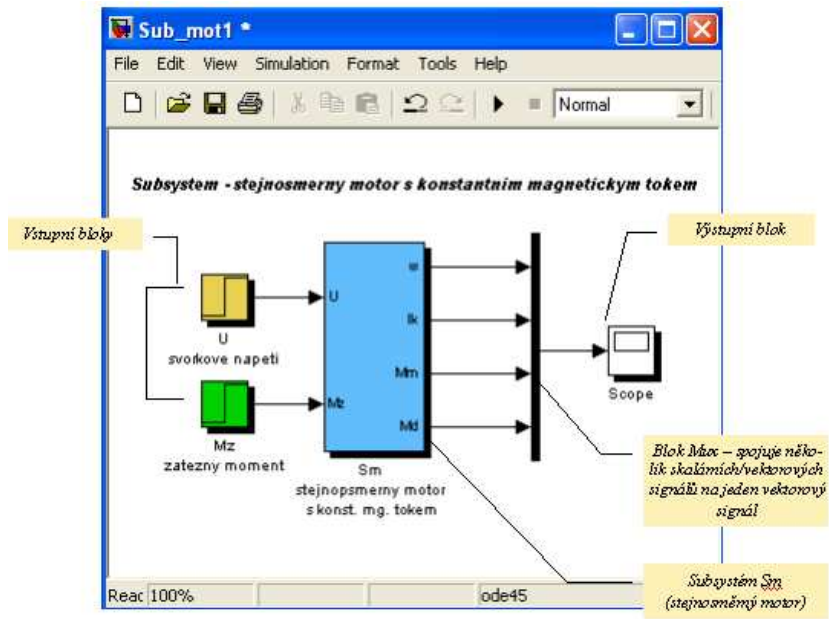 Sub_mot1 *
File Edit View Simulation Format Tools Help
Normal
Subsystem - stejnosmerny motor s konstantnim magnetickym tokem
Vstupní bloky
Výstupní blok
U
svorkove napeti
Mz
zatezny moment
U
Mz
w
Ik
Mm
Md
Sm
stejnopsmerny motor
s konst. mg. tokem
Scope
Blok Mux – spojuje něko-
lik skalárních/vektorových
signálů na jeden vektorový
signál
Subsystém Sm
(stejnosměrný motor)
Reac 100%
ode45